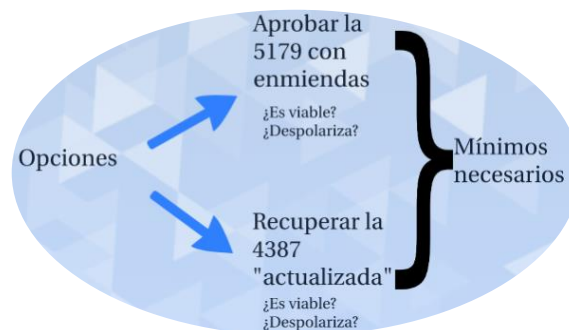 Aprobar la
5179 con
enmiendas
¿Es viable?
¿Despolariza?
Opciones
Mínimos
necesarios
Recuperar la
4387
"actualizada"
¿Es viable?
¿Despolariza?